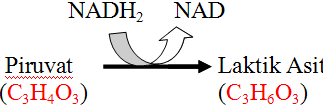 NADH₂ NAD
Piruvat Laktik Asit
(C₃H₄O₃) (C₃H₆O₃)